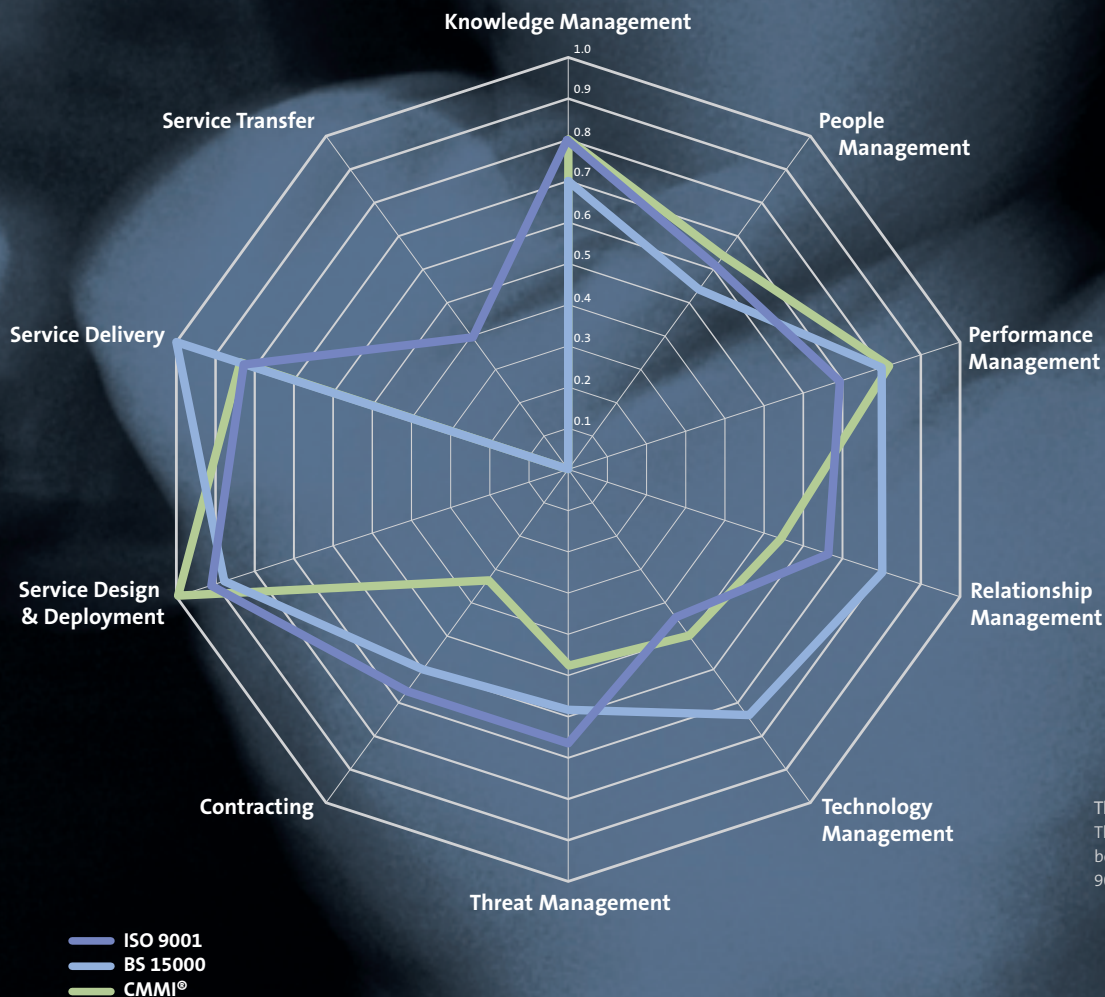 Knowledge Management
1.0
0.9
0.8
0.7
0.6
0.5
0.4
0.3
0.2
0.1
Service Transfer
People
Management
Service Delivery
Performance
Management
Service Design
& Deployment
Relationship
Management
Contracting
Technology
Management
Threat Management
ISO 9001
BS 15000
CMMI®